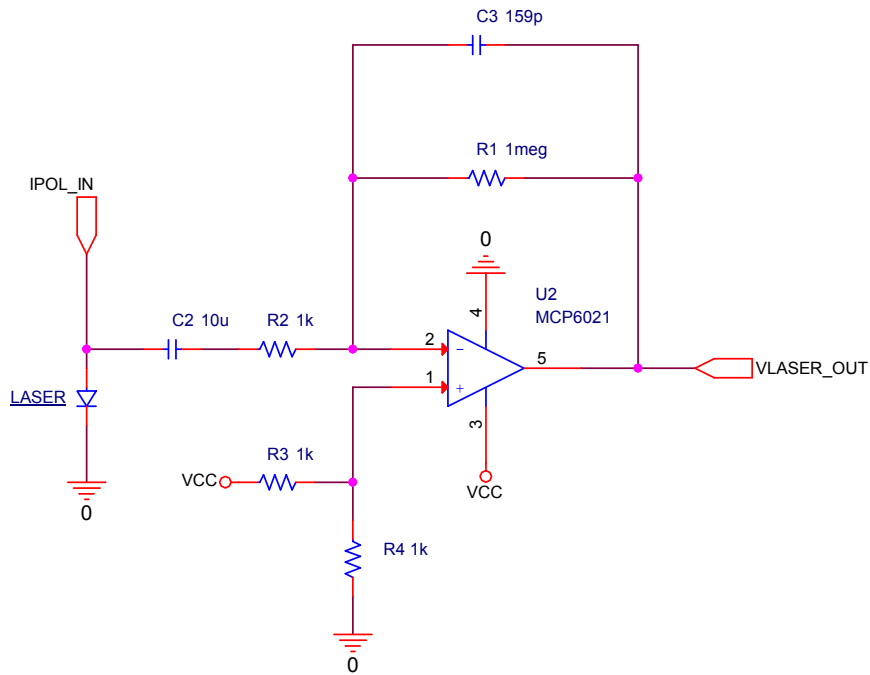 C3 159p
R1 1meg
IPOL_IN
0
U2
MCP6021
4
C2 10u
R2 1k
2
−
5
VLASER_OUT
1
+
LASER
3
R3 1k
VCC
VCC
0
R4 1k
0